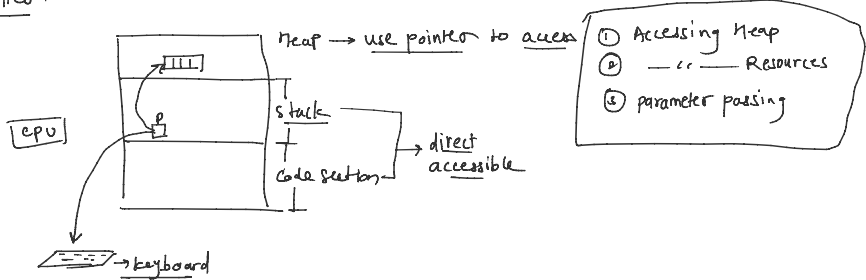 Heap → use pointer to access
① Accessing Heap
② —〃— Resources
③ parameter passing
P
stack
CPU
→ direct
accessible
code section
→ keyboard